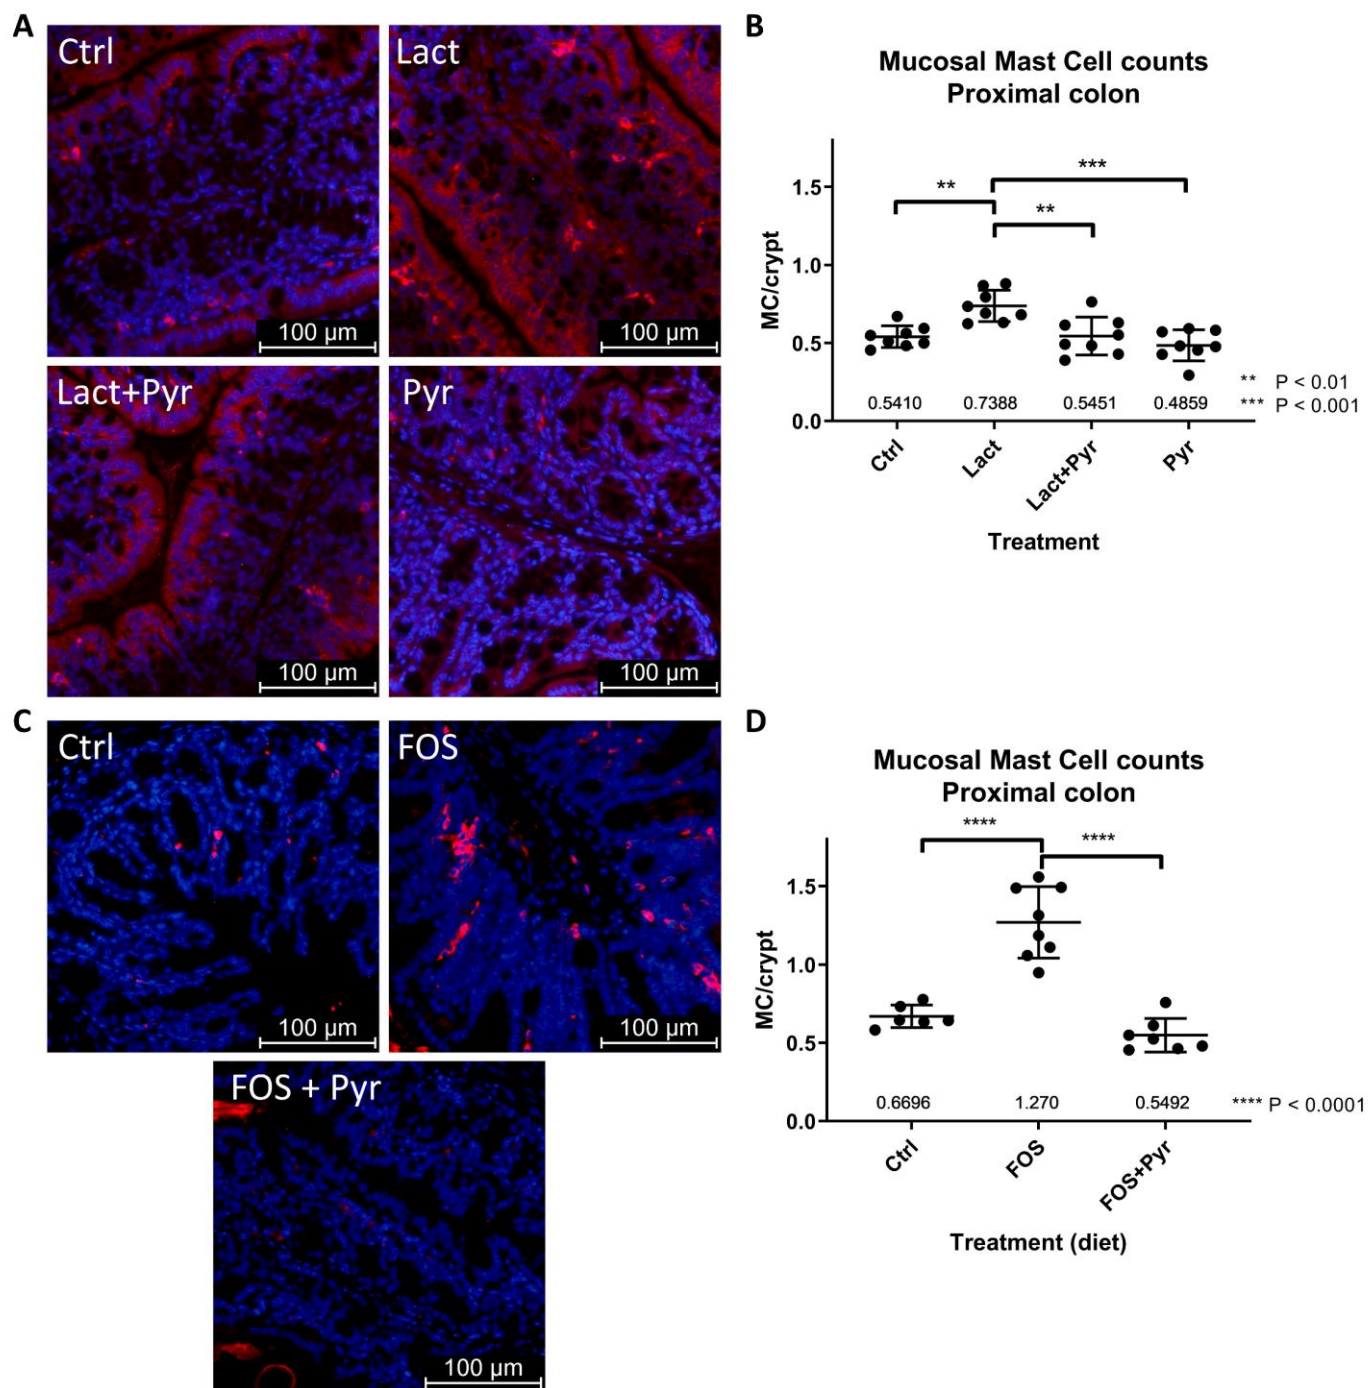 A
Ctrl
Lact
100 µm
100 µm
Lact+Pyr
Pyr
100 µm
100 µm
B
Mucosal Mast Cell counts
Proximal colon
MC/crypt
1.5
1.0
0.5
0.0
**
***
**
0.5410
0.7388
0.5451
0.4859
** P < 0.01
*** P < 0.001
Ctrl
Lact
Lact+Pyr
Pyr
Treatment
C
Ctrl
FOS
100 µm
100 µm
FOS + Pyr
100 µm
D
Mucosal Mast Cell counts
Proximal colon
MC/crypt
1.5
1.0
0.5
0.0
****
****
0.6696
1.270
0.5492
**** P < 0.0001
Ctrl
FOS
FOS+Pyr
Treatment (diet)